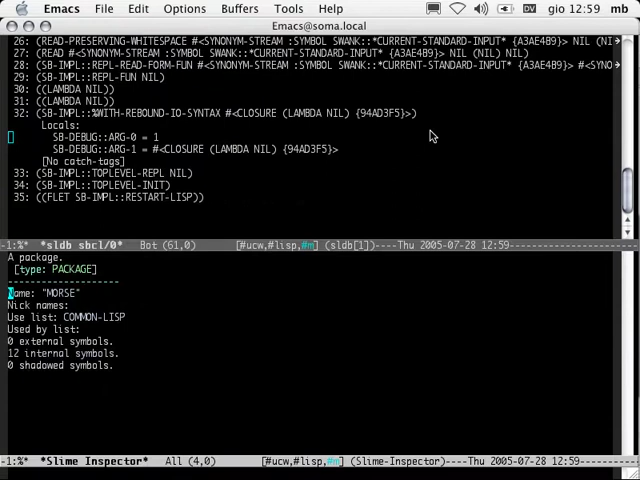 Emacs File Edit Options Buffers Tools Help DV gio 12:59 mb
Emacs@soma.local
26: (READ-PRESERVING-WHITESPACE #<SYNONYM-STREAM :SYMBOL SWANK::*CURRENT-STANDARD-INPUT* {A3AE4B9}> NIL (NI
27: (READ #<SYNONYM-STREAM :SYMBOL SWANK::*CURRENT-STANDARD-INPUT* {A3AE4B9}> NIL (NIL) NIL)
28: (SB-IMPL::REPL-READ-FORM-FUN #<SYNONYM-STREAM :SYMBOL SWANK::*CURRENT-STANDARD-INPUT* {A3AE4B9}> #<SYNO
29: (SB-IMPL::REPL-FUN NIL)
30: ((LAMBDA NIL))
31: ((LAMBDA NIL))
32: (SB-IMPL::%WITH-REBOUND-IO-SYNTAX #<CLOSURE (LAMBDA NIL) {94AD3F5}>)
Locals:
SB-DEBUG::ARG-0 = 1
SB-DEBUG::ARG-1 = #<CLOSURE (LAMBDA NIL) {94AD3F5}>
[No catch-tags]
33: (SB-IMPL::TOPLEVEL-REPL NIL)
34: (SB-IMPL::TOPLEVEL-INIT)
35: ((FLET SB-IMPL::RESTART-LISP))
-1:%* *sldb sbcl/0* Bot (61,0) [#ucw,#lisp,#m] (sldb[1])----Thu 2005-07-28 12:59----
A package.
[type: PACKAGE]
--------------------
Name: "MORSE"
Nick names:
Use list: COMMON-LISP
Used by list:
0 external symbols.
12 internal symbols.
0 shadowed symbols.
-1:%* *Slime Inspector* All (4,0) [#ucw,#lisp,#m] (Slime-Inspector)----Thu 2005-07-28 12:59----